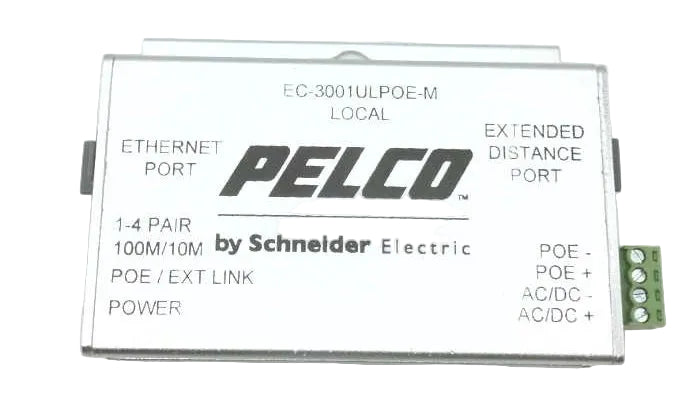 EC-3001ULPOE-M
LOCAL
ETHERNET
PORT
PELCO™
EXTENDED
DISTANCE
PORT
1-4 PAIR
100M/10M
by Schneider Electric
POE / EXT LINK
POWER
POE -
POE +
AC/DC -
AC/DC +